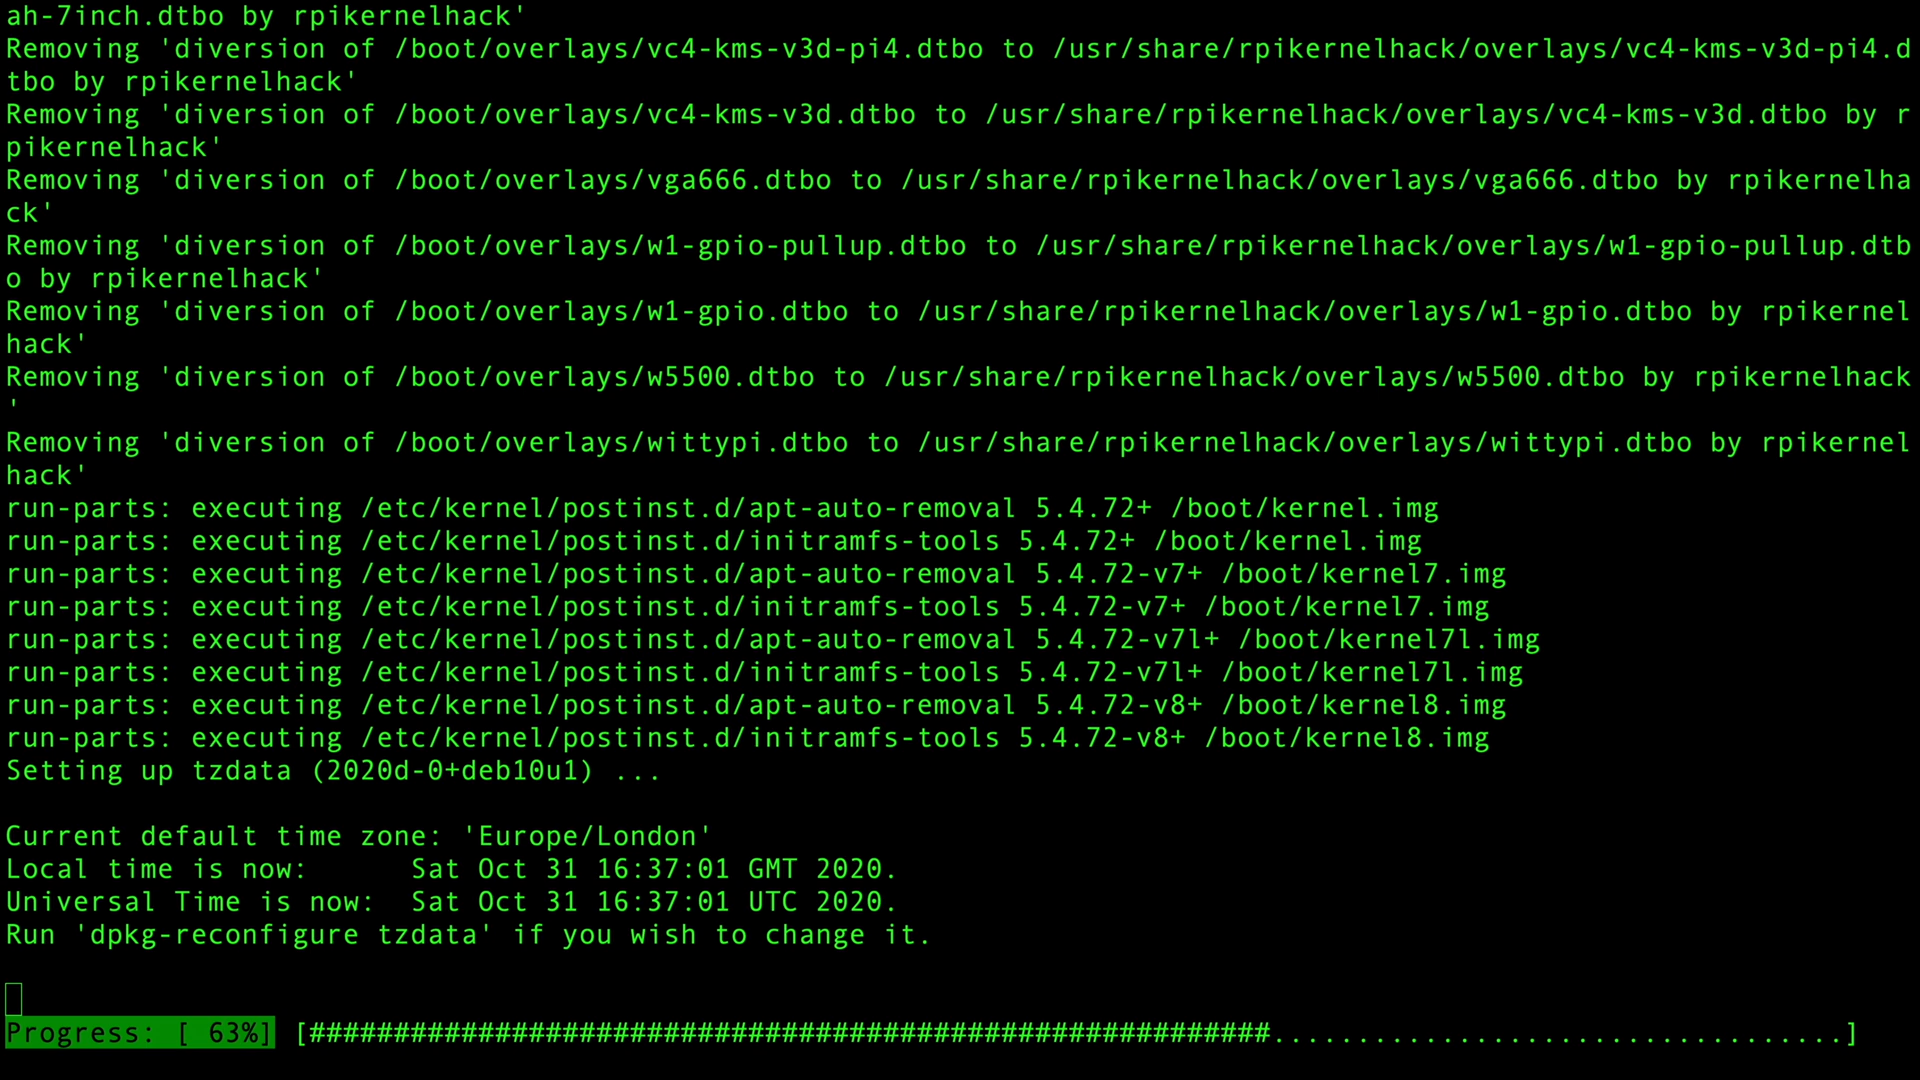 ah-7inch.dtbo by rpikernelhack'
Removing 'diversion of /boot/overlays/vc4-kms-v3d-pi4.dtbo to /usr/share/rpikernelhack/overlays/vc4-kms-v3d-pi4.d
tbo by rpikernelhack'
Removing 'diversion of /boot/overlays/vc4-kms-v3d.dtbo to /usr/share/rpikernelhack/overlays/vc4-kms-v3d.dtbo by r
pikernelhack'
Removing 'diversion of /boot/overlays/vga666.dtbo to /usr/share/rpikernelhack/overlays/vga666.dtbo by rpikernelha
ck'
Removing 'diversion of /boot/overlays/w1-gpio-pullup.dtbo to /usr/share/rpikernelhack/overlays/w1-gpio-pullup.dtb
o by rpikernelhack'
Removing 'diversion of /boot/overlays/w1-gpio.dtbo to /usr/share/rpikernelhack/overlays/w1-gpio.dtbo by rpikernel
hack'
Removing 'diversion of /boot/overlays/w5500.dtbo to /usr/share/rpikernelhack/overlays/w5500.dtbo by rpikernelhack
'
Removing 'diversion of /boot/overlays/wittypi.dtbo to /usr/share/rpikernelhack/overlays/wittypi.dtbo by rpikernel
hack'
run-parts: executing /etc/kernel/postinst.d/apt-auto-removal 5.4.72+ /boot/kernel.img
run-parts: executing /etc/kernel/postinst.d/initramfs-tools 5.4.72+ /boot/kernel.img
run-parts: executing /etc/kernel/postinst.d/apt-auto-removal 5.4.72-v7+ /boot/kernel7.img
run-parts: executing /etc/kernel/postinst.d/initramfs-tools 5.4.72-v7+ /boot/kernel7.img
run-parts: executing /etc/kernel/postinst.d/apt-auto-removal 5.4.72-v7l+ /boot/kernel7l.img
run-parts: executing /etc/kernel/postinst.d/initramfs-tools 5.4.72-v7l+ /boot/kernel7l.img
run-parts: executing /etc/kernel/postinst.d/apt-auto-removal 5.4.72-v8+ /boot/kernel8.img
run-parts: executing /etc/kernel/postinst.d/initramfs-tools 5.4.72-v8+ /boot/kernel8.img
Setting up tzdata (2020d-0+deb10u1) ...
Current default time zone: 'Europe/London'
Local time is now:      Sat Oct 31 16:37:01 GMT 2020.
Universal Time is now:  Sat Oct 31 16:37:01 UTC 2020.
Run 'dpkg-reconfigure tzdata' if you wish to change it.
Progress: [ 63%] [#########################################################..................................]